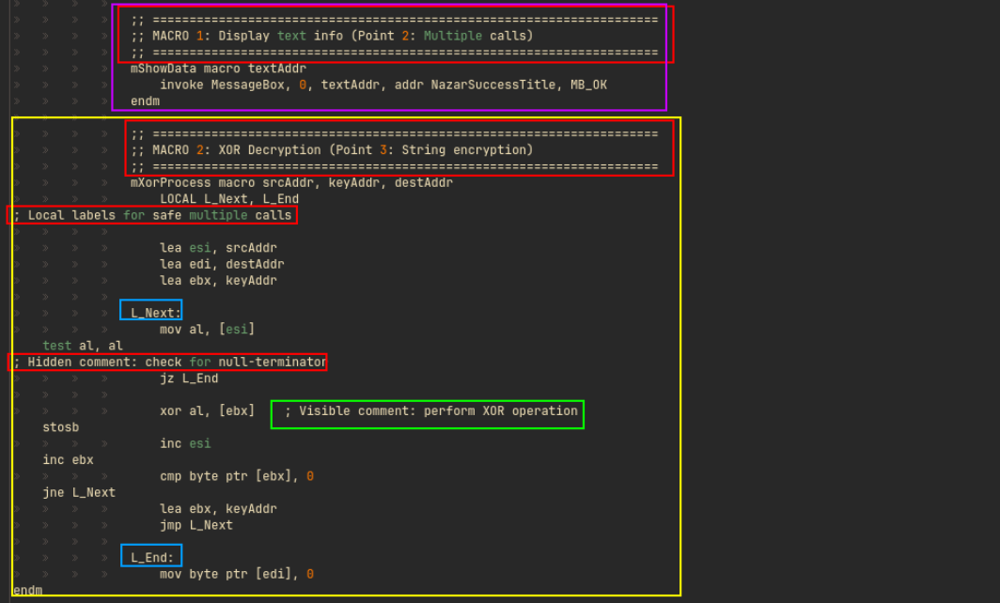 ;; =====================================================================
;; MACRO 1: Display text info (Point 2: Multiple calls)
;; =====================================================================
mShowData macro textAddr
invoke MessageBox, 0, textAddr, addr NazarSuccessTitle, MB_OK
endm
;; =====================================================================
;; MACRO 2: XOR Decryption (Point 3: String encryption)
;; =====================================================================
mXorProcess macro srcAddr, keyAddr, destAddr
LOCAL L_Next, L_End
; Local labels for safe multiple calls
lea esi, srcAddr
lea edi, destAddr
lea ebx, keyAddr
L_Next:
mov al, [esi]
test al, al
; Hidden comment: check for null-terminator
jz L_End
xor al, [ebx] ; Visible comment: perform XOR operation
stosb
inc esi
inc ebx
cmp byte ptr [ebx], 0
jne L_Next
lea ebx, keyAddr
jmp L_Next
L_End:
mov byte ptr [edi], 0
endm